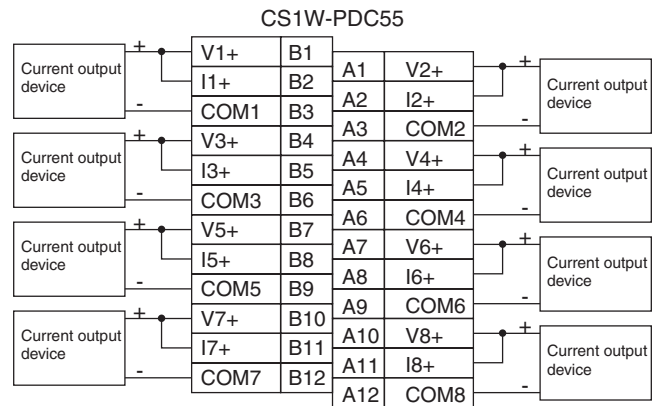 CS1W-PDC55
+ V1+ B1
Current output
device
I1+ B2
- COM1 B3
+ V3+ B4
Current output
device
I3+ B5
- COM3 B6
+ V5+ B7
Current output
device
I5+ B8
- COM5 B9
+ V7+ B10
Current output
device
I7+ B11
- COM7 B12
A1 V2+ +
Current output
device
A2 I2+
A3 COM2 -
A4 V4+ +
Current output
device
A5 I4+
A6 COM4 -
A7 V6+ +
Current output
device
A8 I6+
A9 COM6 -
A10 V8+ +
Current output
device
A11 I8+
A12 COM8 -